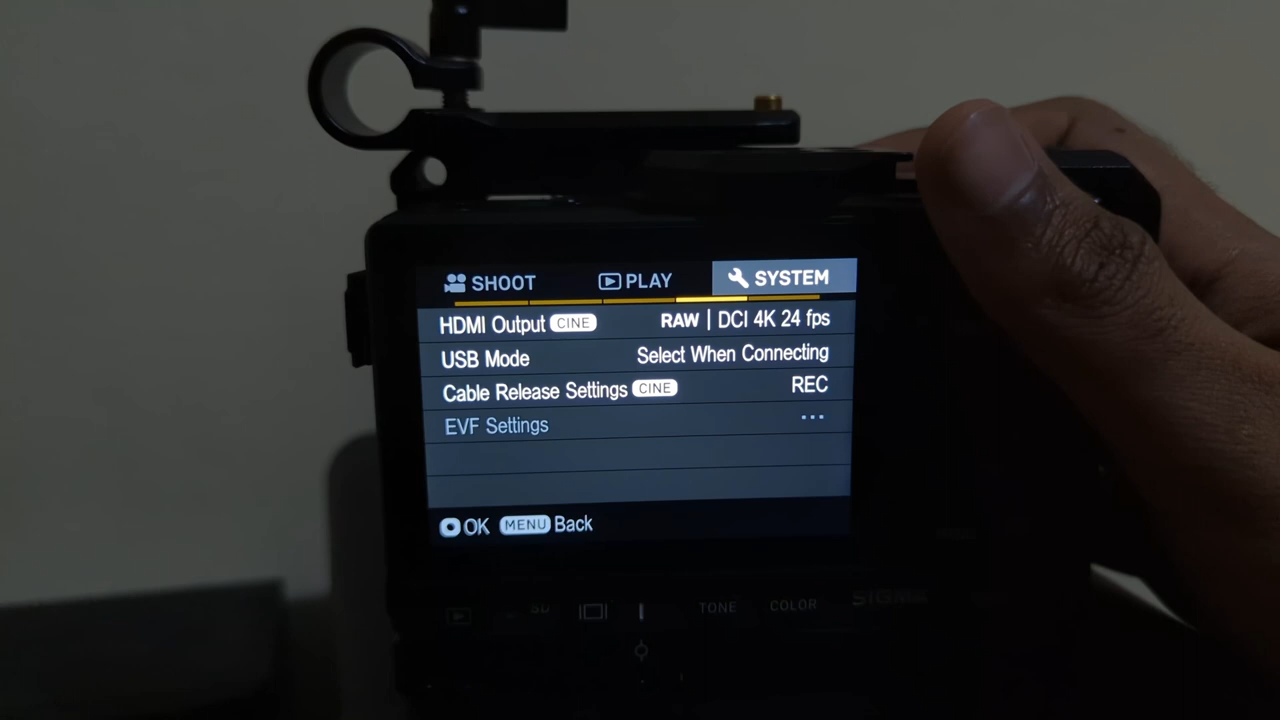 SHOOT PLAY SYSTEM
HDMI Output CINE RAW | DCI 4K 24 fps
USB Mode Select When Connecting
Cable Release Settings CINE REC
EVF Settings ...
OK MENU Back
TONE COLOR SIGMA